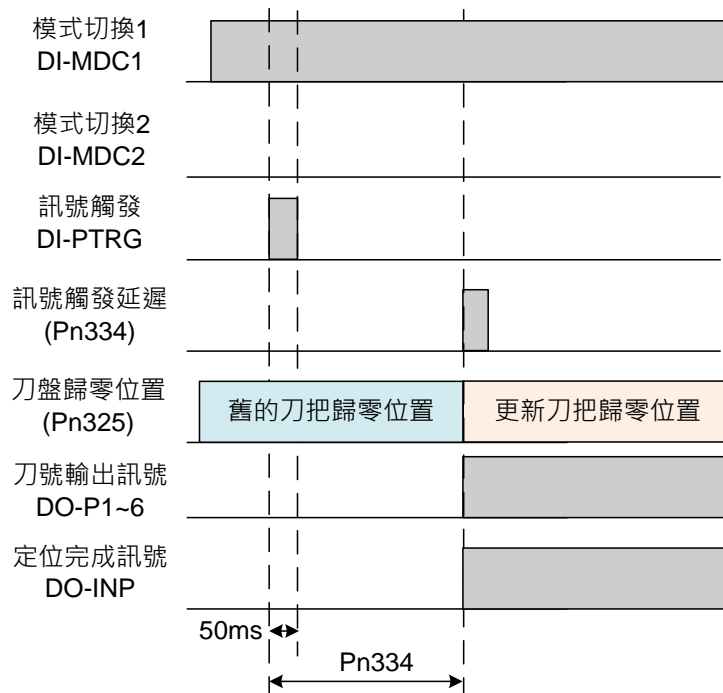 模式切換1
DI-MDC1
模式切換2
DI-MDC2
訊號觸發
DI-PTRG
訊號觸發延遲
(Pn334)
刀盤歸零位置
(Pn325)
舊的刀把歸零位置
更新刀把歸零位置
刀號輸出訊號
DO-P1~6
定位完成訊號
DO-INP
50ms
Pn334